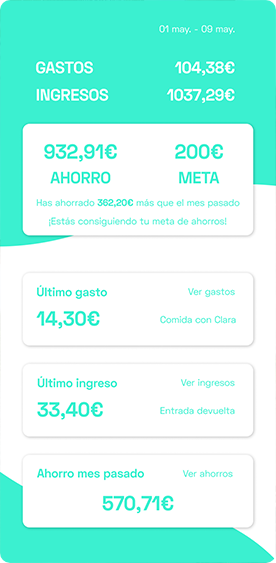 01 may. - 09 may.
GASTOS 104,38€
INGRESOS 1037,29€
932,91€ 200€
AHORRO META
Has ahorrado 362,20€ más que el mes pasado
¡Estás consiguiendo tu meta de ahorros!
Último gasto Ver gastos
14,30€ Comida con Clara
Último ingreso Ver ingresos
33,40€ Entrada devuelta
Ahorro mes pasado Ver ahorros
570,71€